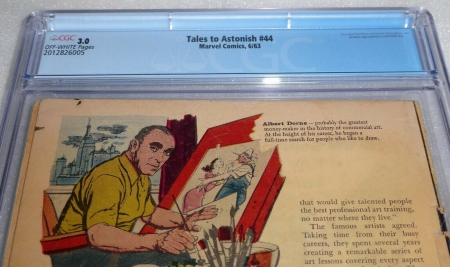 CGC 3.0
OFF-WHITE Pages
2012826005
Tales to Astonish #44
Marvel Comics, 6/63
Albert Dorne – probably the greatest
money-maker in the history of commercial art.
At the height of his career, he began a
full-time search for people who like to draw.
that would give talented people
the best professional art training,
no matter where they live."
The famous artists agreed.
Taking time from their busy
careers, they spent several years
creating a remarkable series of
art lessons covering every aspect